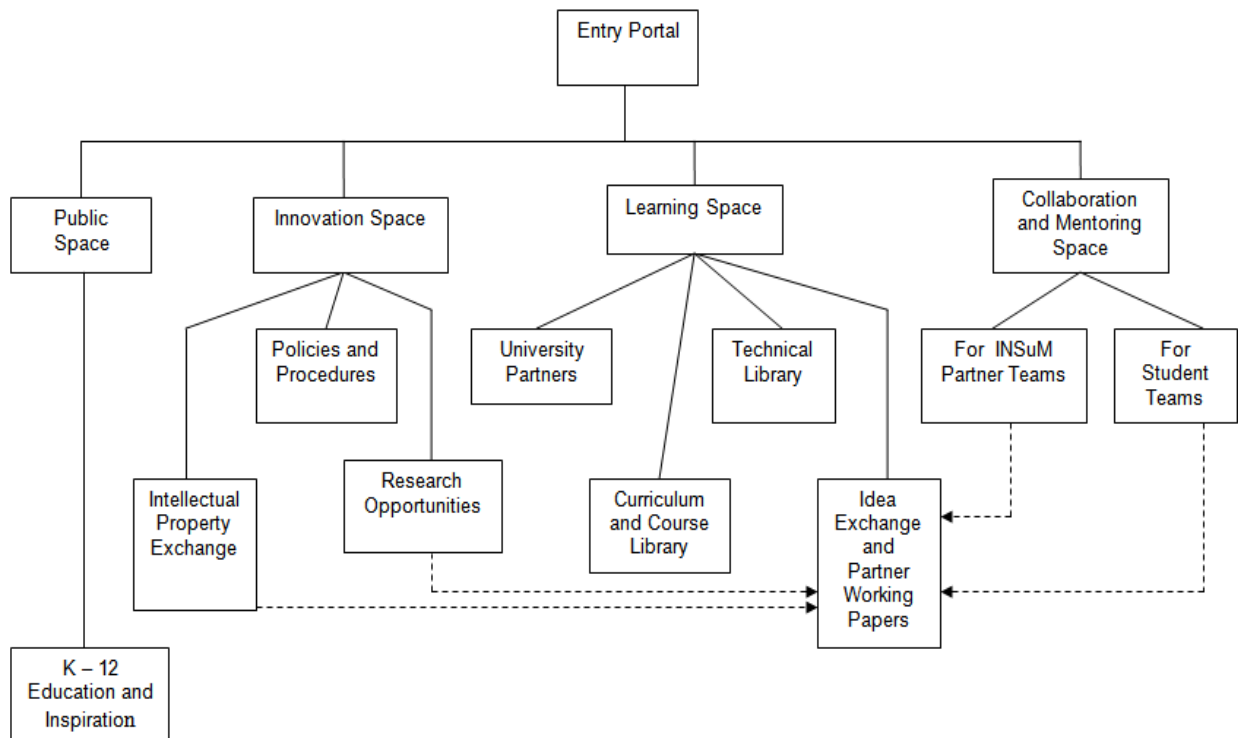 Entry Portal
Public
Space
Innovation Space
Learning Space
Collaboration
and Mentoring
Space
Policies and
Procedures
University
Partners
Technical
Library
For INSuM
Partner Teams
For
Student
Teams
Intellectual
Property
Exchange
Research
Opportunities
Curriculum
and Course
Library
Idea
Exchange
and
Partner
Working
Papers
K – 12
Education and
Inspiration